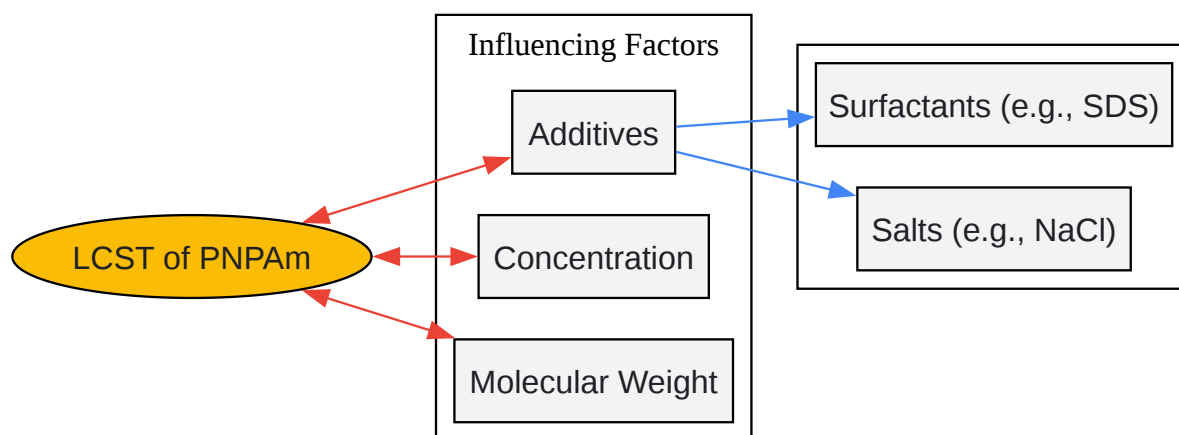 Influencing Factors
Additives
Surfactants (e.g., SDS)
Salts (e.g., NaCl)
LCST of PNPAm
Concentration
Molecular Weight